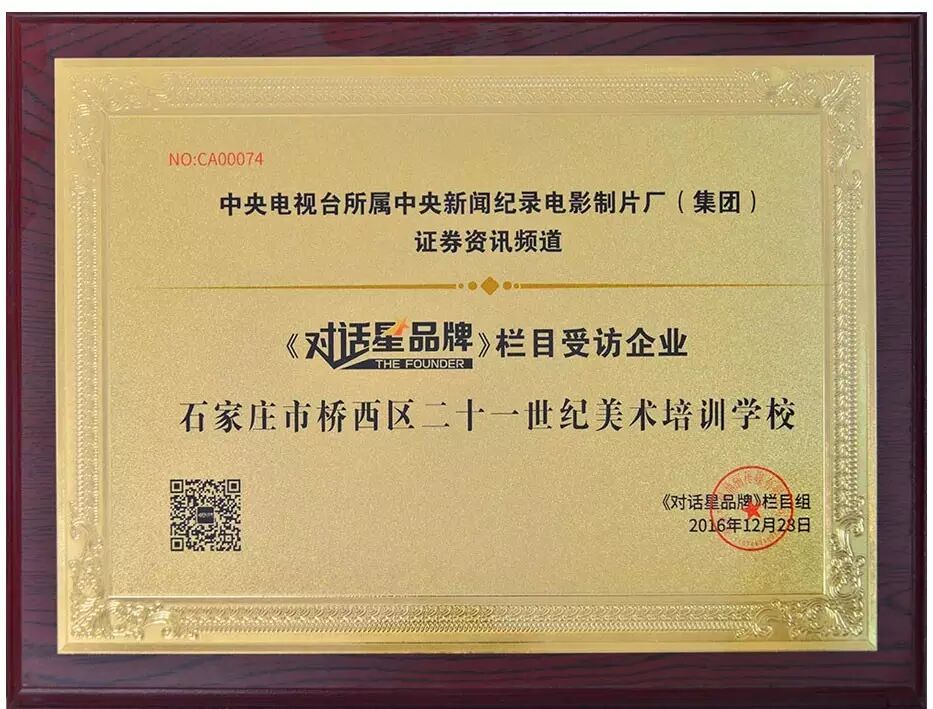 NO:CA00074
中央电视台所属中央新闻纪录电影制片厂（集团）
证券资讯频道
《对话星品牌》栏目受访企业
THE FOUNDER
石家庄市桥西区二十一世纪美术培训学校
《对话星品牌》栏目组
2016年12月28日